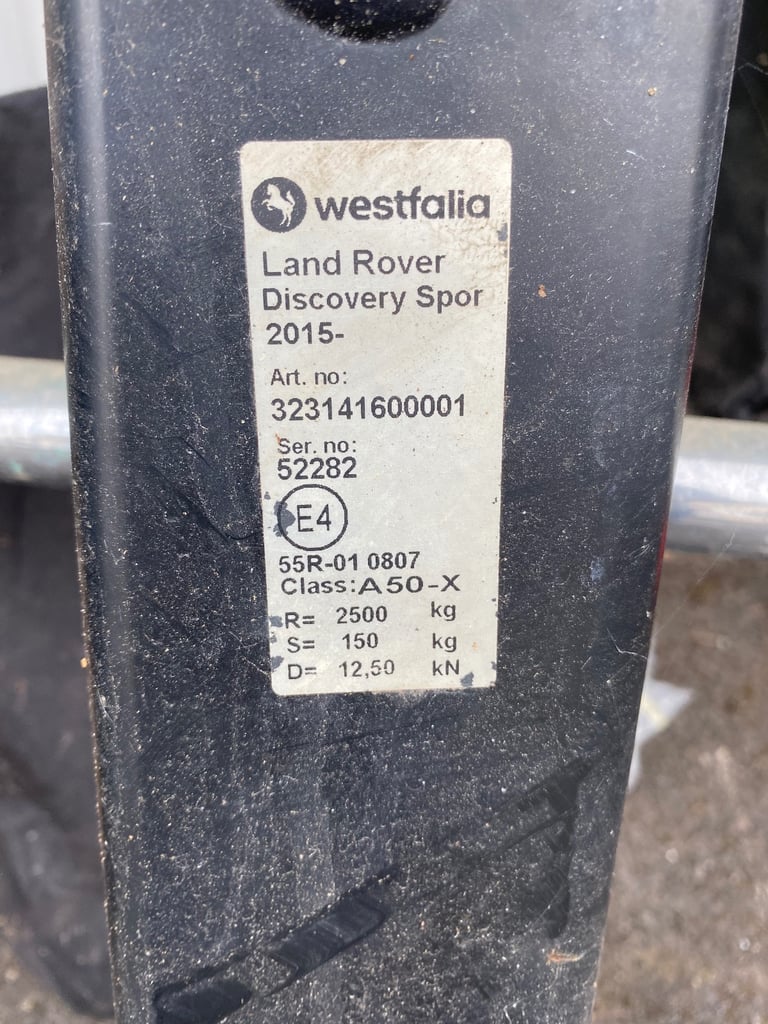 westfalia
Land Rover
Discovery Spor
2015-
Art. no:
323141600001
Ser. no:
52282
E4
55R-01 0807
Class: A50-X
R= 2500 kg
S= 150 kg
D= 12,50 kN